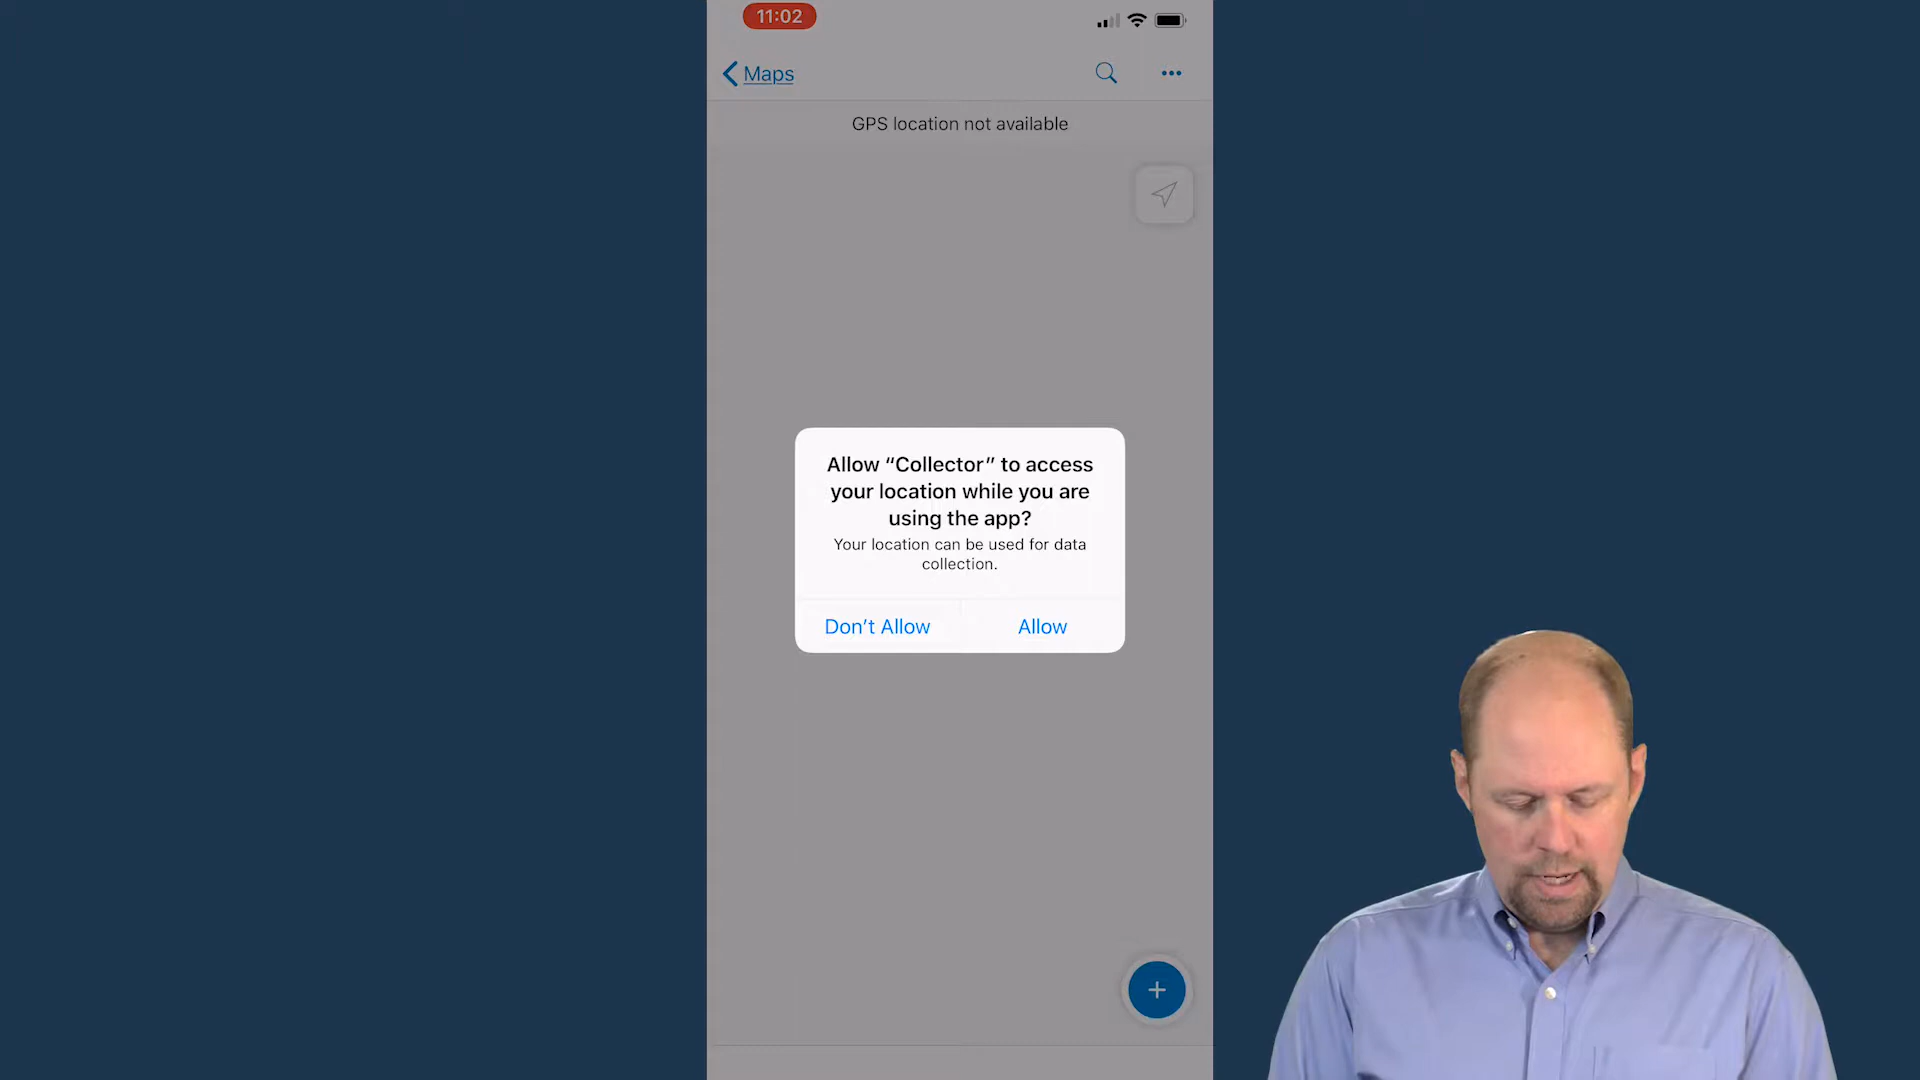 11:02
Maps
GPS location not available
Allow “Collector” to access
your location while you are
using the app?
Your location can be used for data
collection.
Don’t Allow
Allow